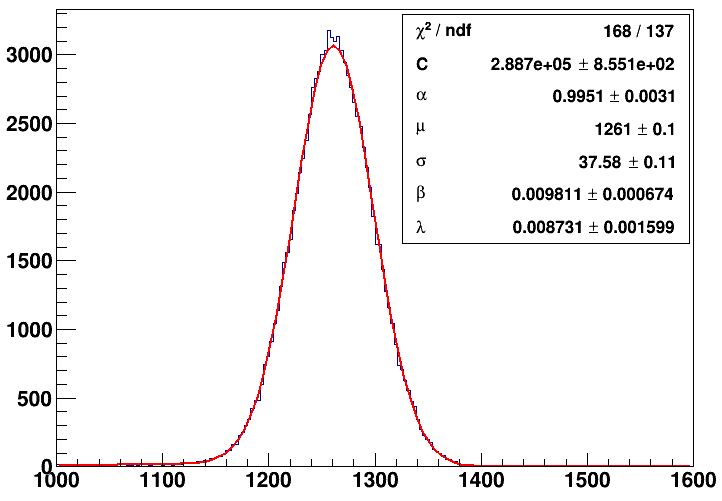 χ² / ndf 168 / 137
C 2.887e+05 ± 8.551e+02
α 0.9951 ± 0.0031
μ 1261 ± 0.1
σ 37.58 ± 0.11
β 0.009811 ± 0.000674
λ 0.008731 ± 0.001599
3000
2500
2000
1500
1000
500
0
1000 1100 1200 1300 1400 1500 1600